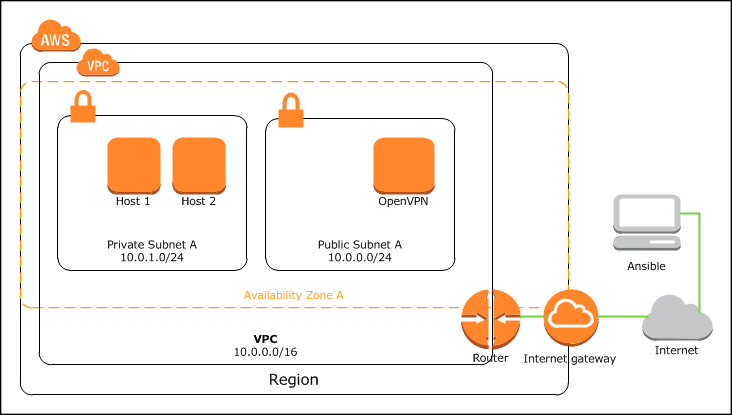 AWS
VPC
Host 1
Host 2
OpenVPN
Private Subnet A
10.0.1.0/24
Public Subnet A
10.0.0.0/24
Ansible
Availability Zone A
VPC
10.0.0.0/16
Router
Internet gateway
Internet
Region